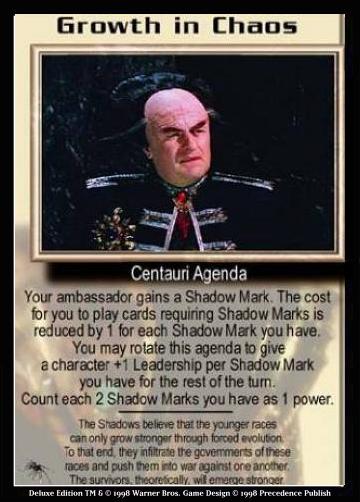 Growth in Chaos
Centauri Agenda
Your ambassador gains a Shadow Mark. The cost
for you to play cards requiring Shadow Marks is
reduced by 1 for each Shadow Mark you have.
You may rotate this agenda to give
a character +1 Leadership per Shadow Mark
you have for the rest of the turn.
Count each 2 Shadow Marks you have as 1 power.
The Shadows believe that the younger races
can only grow stronger through forced evolution.
To that end, they infiltrate the governments of these
races and push them into war against one another.
The survivors, theoretically, will emerge stronger
Deluxe Edition TM & © 1998 Warner Bros. Game Design © 1998 Precedence Publish